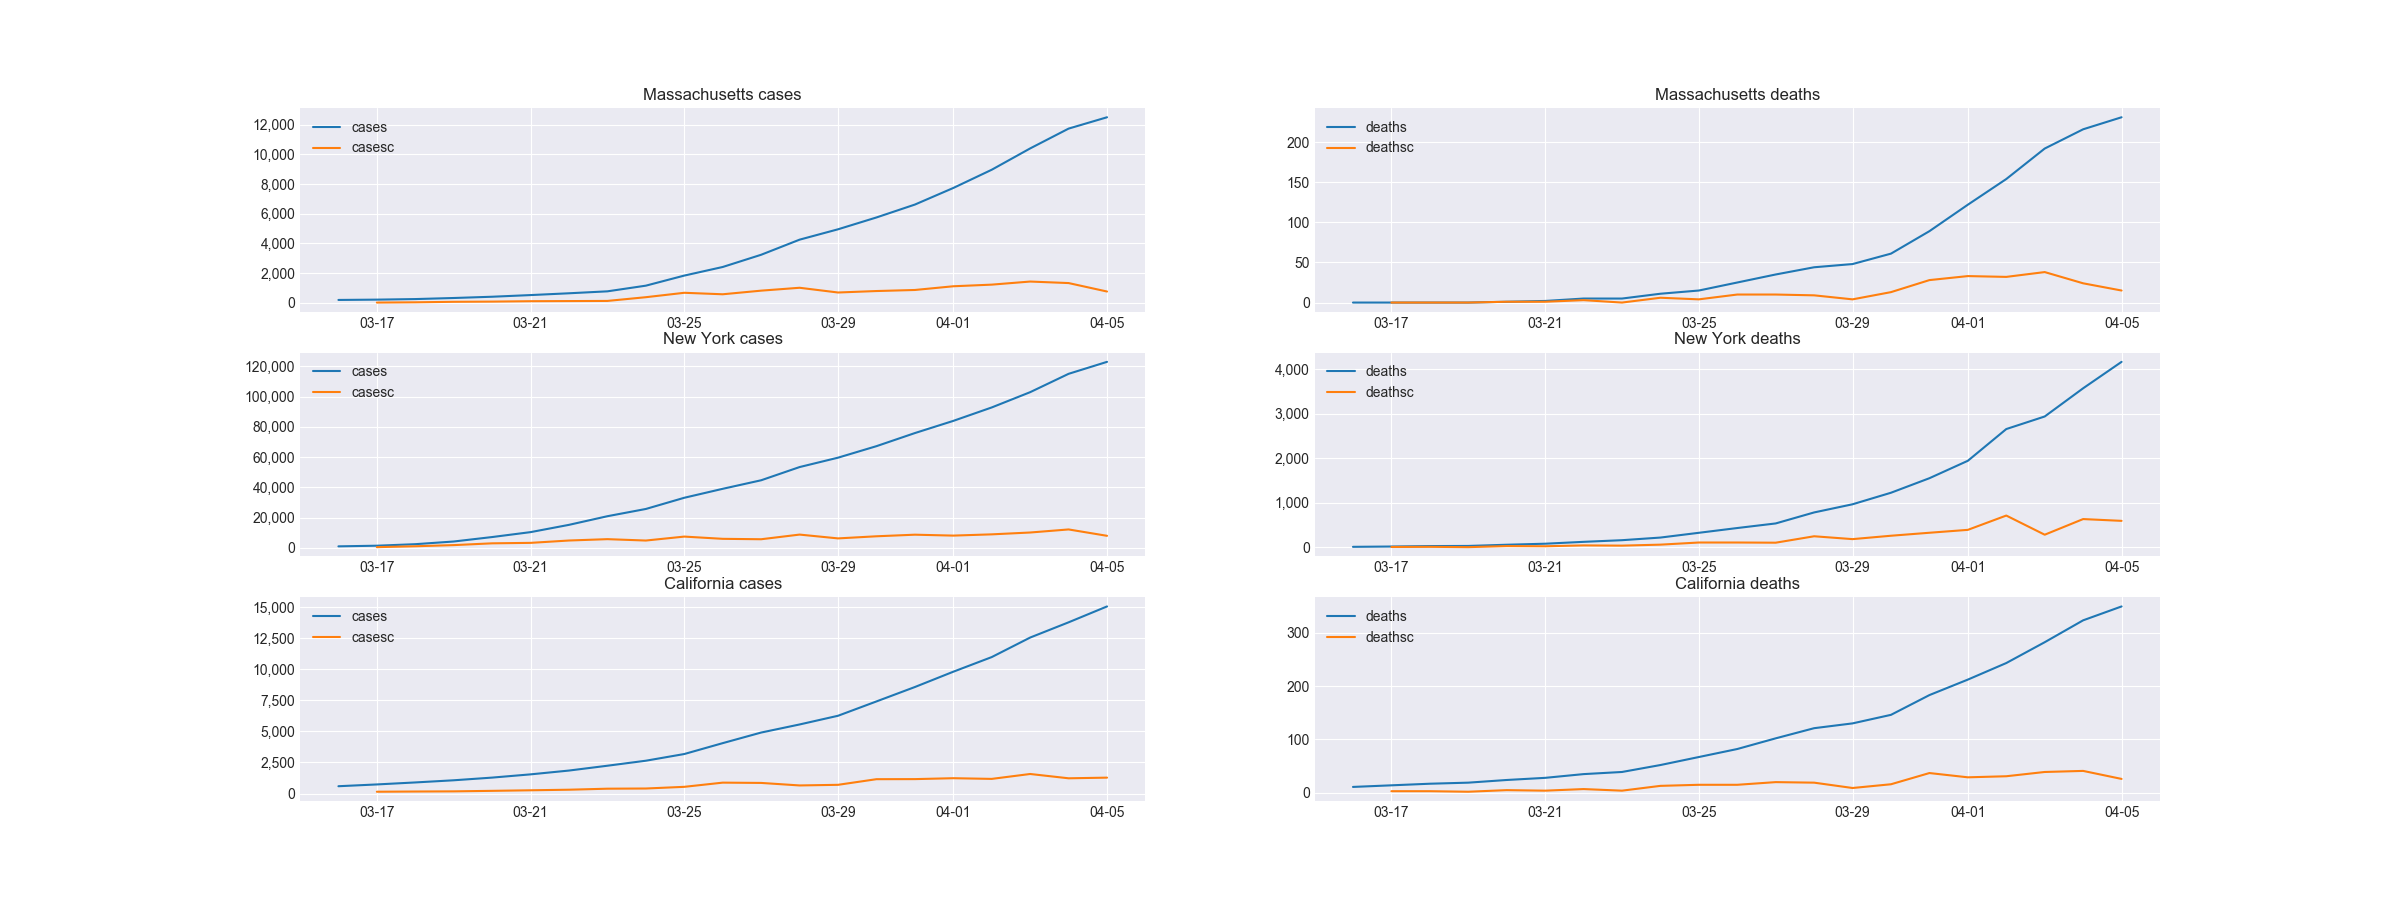 Massachusetts cases
cases
casesc
12,000
10,000
8,000
6,000
4,000
2,000
0
03-17 03-21 03-25 03-29 04-01 04-05
Massachusetts deaths
deaths
deathsc
200
150
100
50
0
03-17 03-21 03-25 03-29 04-01 04-05
New York cases
cases
casesc
120,000
100,000
80,000
60,000
40,000
20,000
0
03-17 03-21 03-25 03-29 04-01 04-05
New York deaths
deaths
deathsc
4,000
3,000
2,000
1,000
0
03-17 03-21 03-25 03-29 04-01 04-05
California cases
cases
casesc
15,000
12,500
10,000
7,500
5,000
2,500
0
03-17 03-21 03-25 03-29 04-01 04-05
California deaths
deaths
deathsc
300
200
100
0
03-17 03-21 03-25 03-29 04-01 04-05